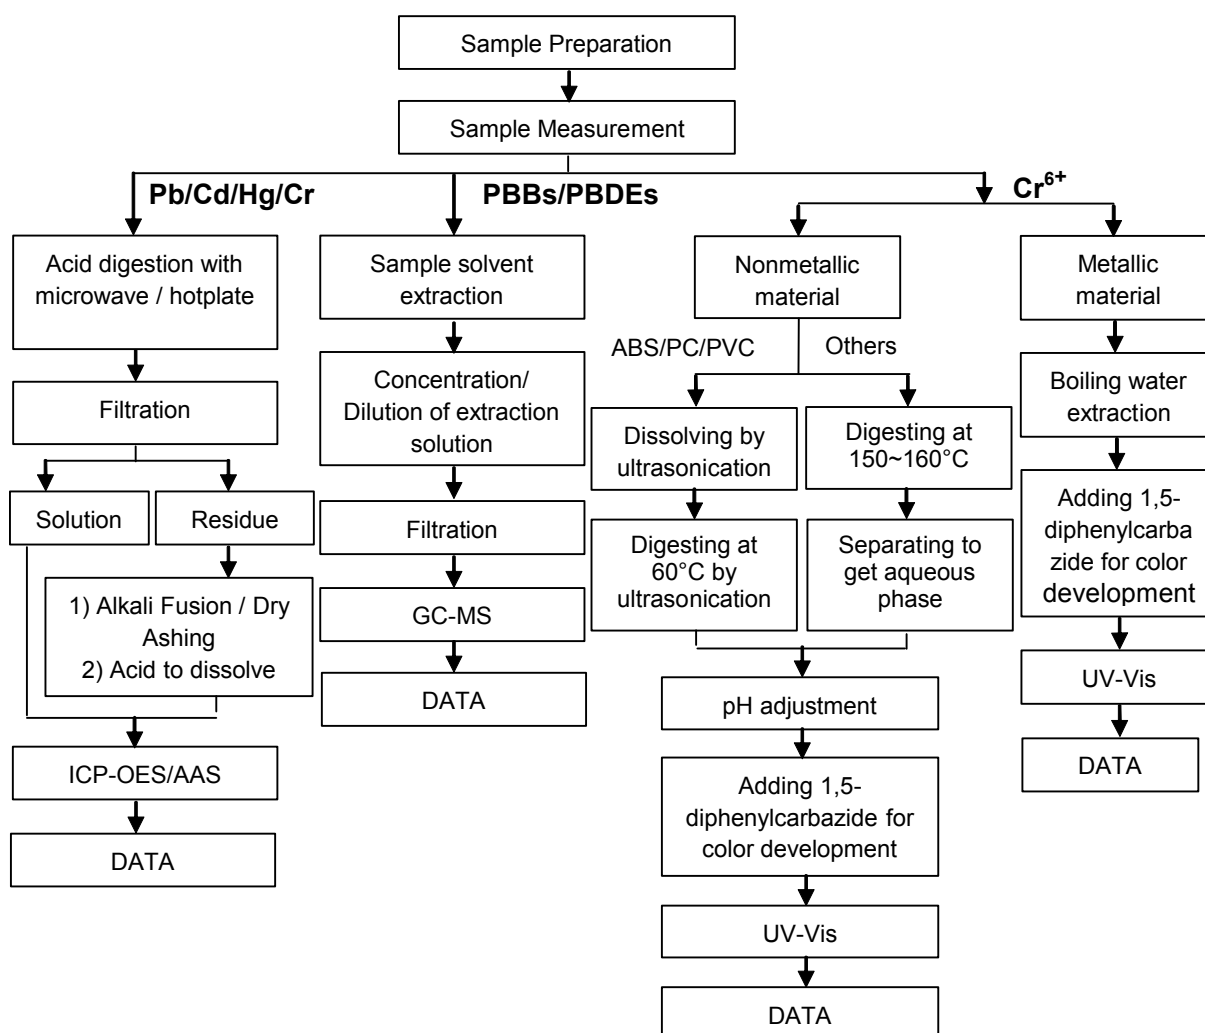 Sample Preparation
Sample Measurement
Pb/Cd/Hg/Cr
PBBs/PBDEs
Cr⁶⁺
Acid digestion with
microwave / hotplate
Filtration
Solution
Residue
1) Alkali Fusion / Dry
Ashing
2) Acid to dissolve
ICP-OES/AAS
DATA
Sample solvent
extraction
Concentration/
Dilution of extraction
solution
Filtration
GC-MS
DATA
Nonmetallic
material
ABS/PC/PVC
Others
Dissolving by
ultrasonication
Digesting at
60°C by
ultrasonication
Digesting at
150~160°C
Separating to
get aqueous
phase
pH adjustment
Adding 1,5-
diphenylcarbazide for
color development
UV-Vis
DATA
Metallic
material
Boiling water
extraction
Adding 1,5-
diphenylcarba
zide for color
development
UV-Vis
DATA